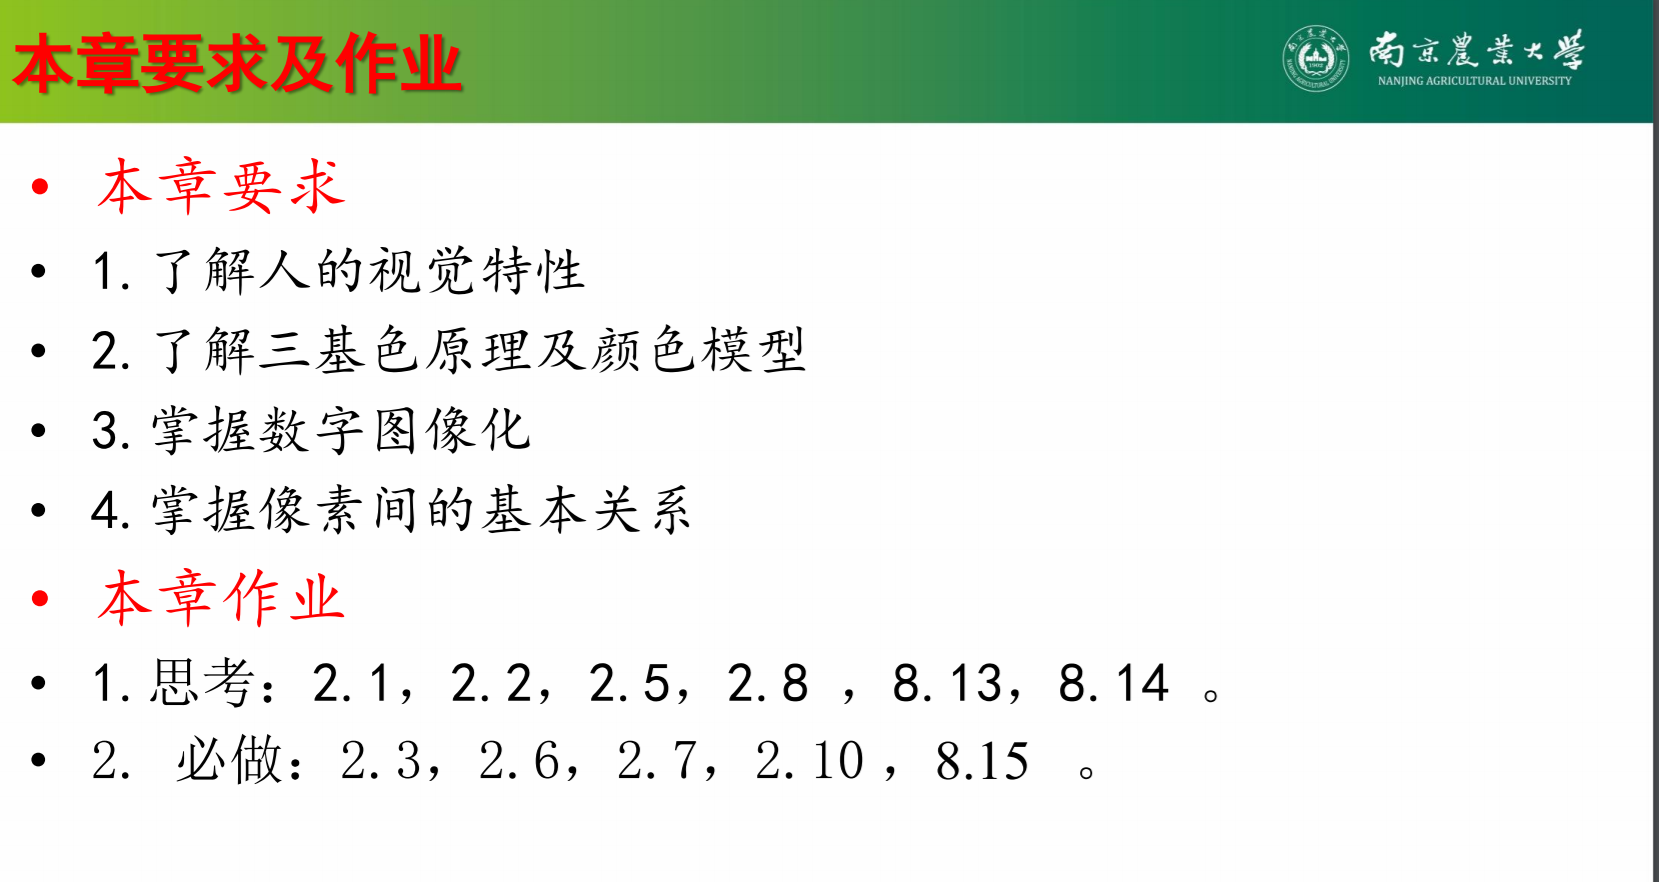 本章要求及作业
南京農業大學
NANJING AGRICULTURAL UNIVERSITY
• 本章要求
• 1.了解人的视觉特性
• 2.了解三基色原理及颜色模型
• 3.掌握数字图像化
• 4.掌握像素间的基本关系
• 本章作业
• 1.思考：2.1，2.2，2.5，2.8 ，8.13，8.14 。
• 2. 必做：2.3，2.6，2.7，2.10 ，8.15 。